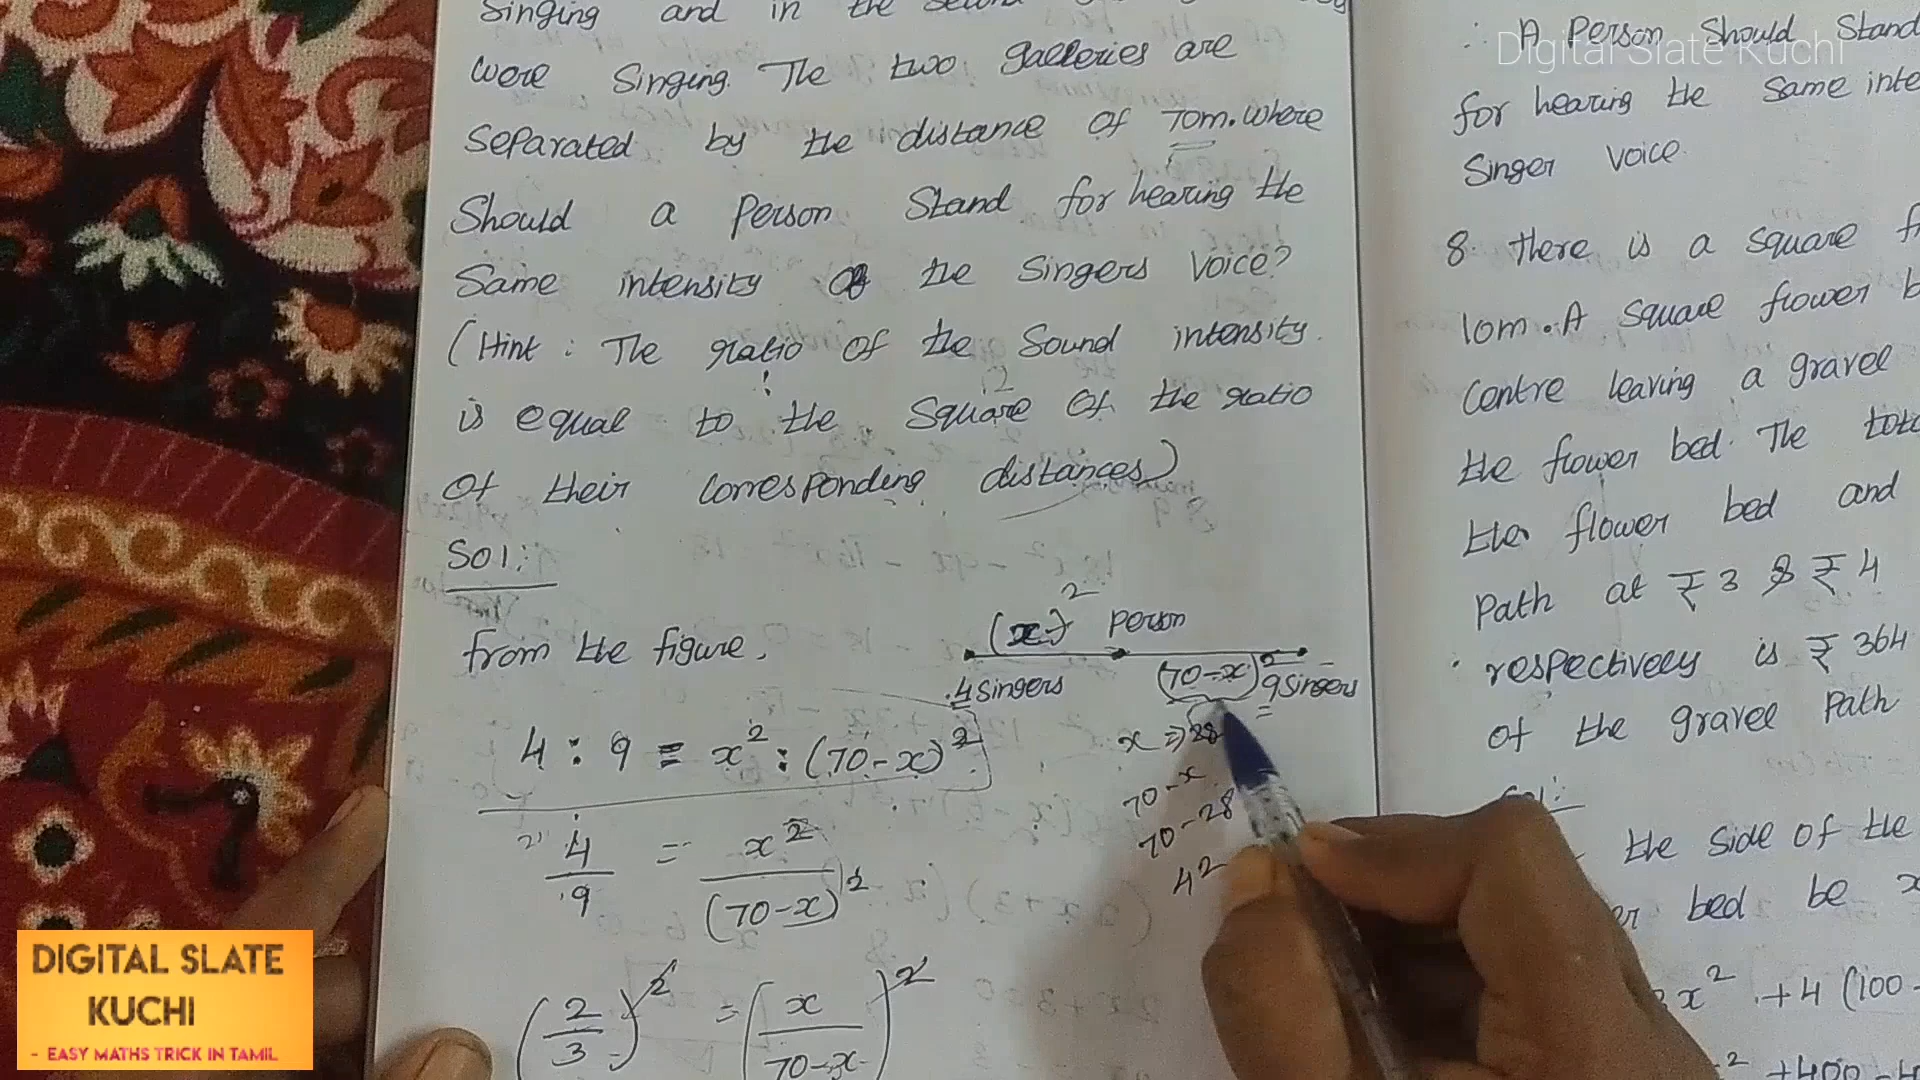 Singing and in the
were Singing. The two galleries are
Separated by the distance of 70m. where
Should a Person Stand for hearing the
Same intensity of the Singers Voice?
(Hint : The ratio of the Sound intensity.
is equal to the Square of the ratio
of their Corresponding distances)
Sol:
from the figure,
(x)² Person
4 Singers (70-x)² 9 Singers
4 : 9 = x² : (70-x)²
4/9 = x²/(70-x)²
(2/3)² = (x/70-x)²
x => 28
70-x
70-28
42
∴ A Person Should Stand
for hearing the Same
Singer Voice.
8. there is a Square
10m. A Square flower
Centre leaving a gravel
the flower bed. The
the flower bed and
Path at ₹3 & ₹4
respectively is ₹364
of the gravel Path
the Side of the
bed be x
x² + 4 (100-
Digital Slate Kuchi
DIGITAL SLATE
KUCHI
- EASY MATHS TRICK IN TAMIL